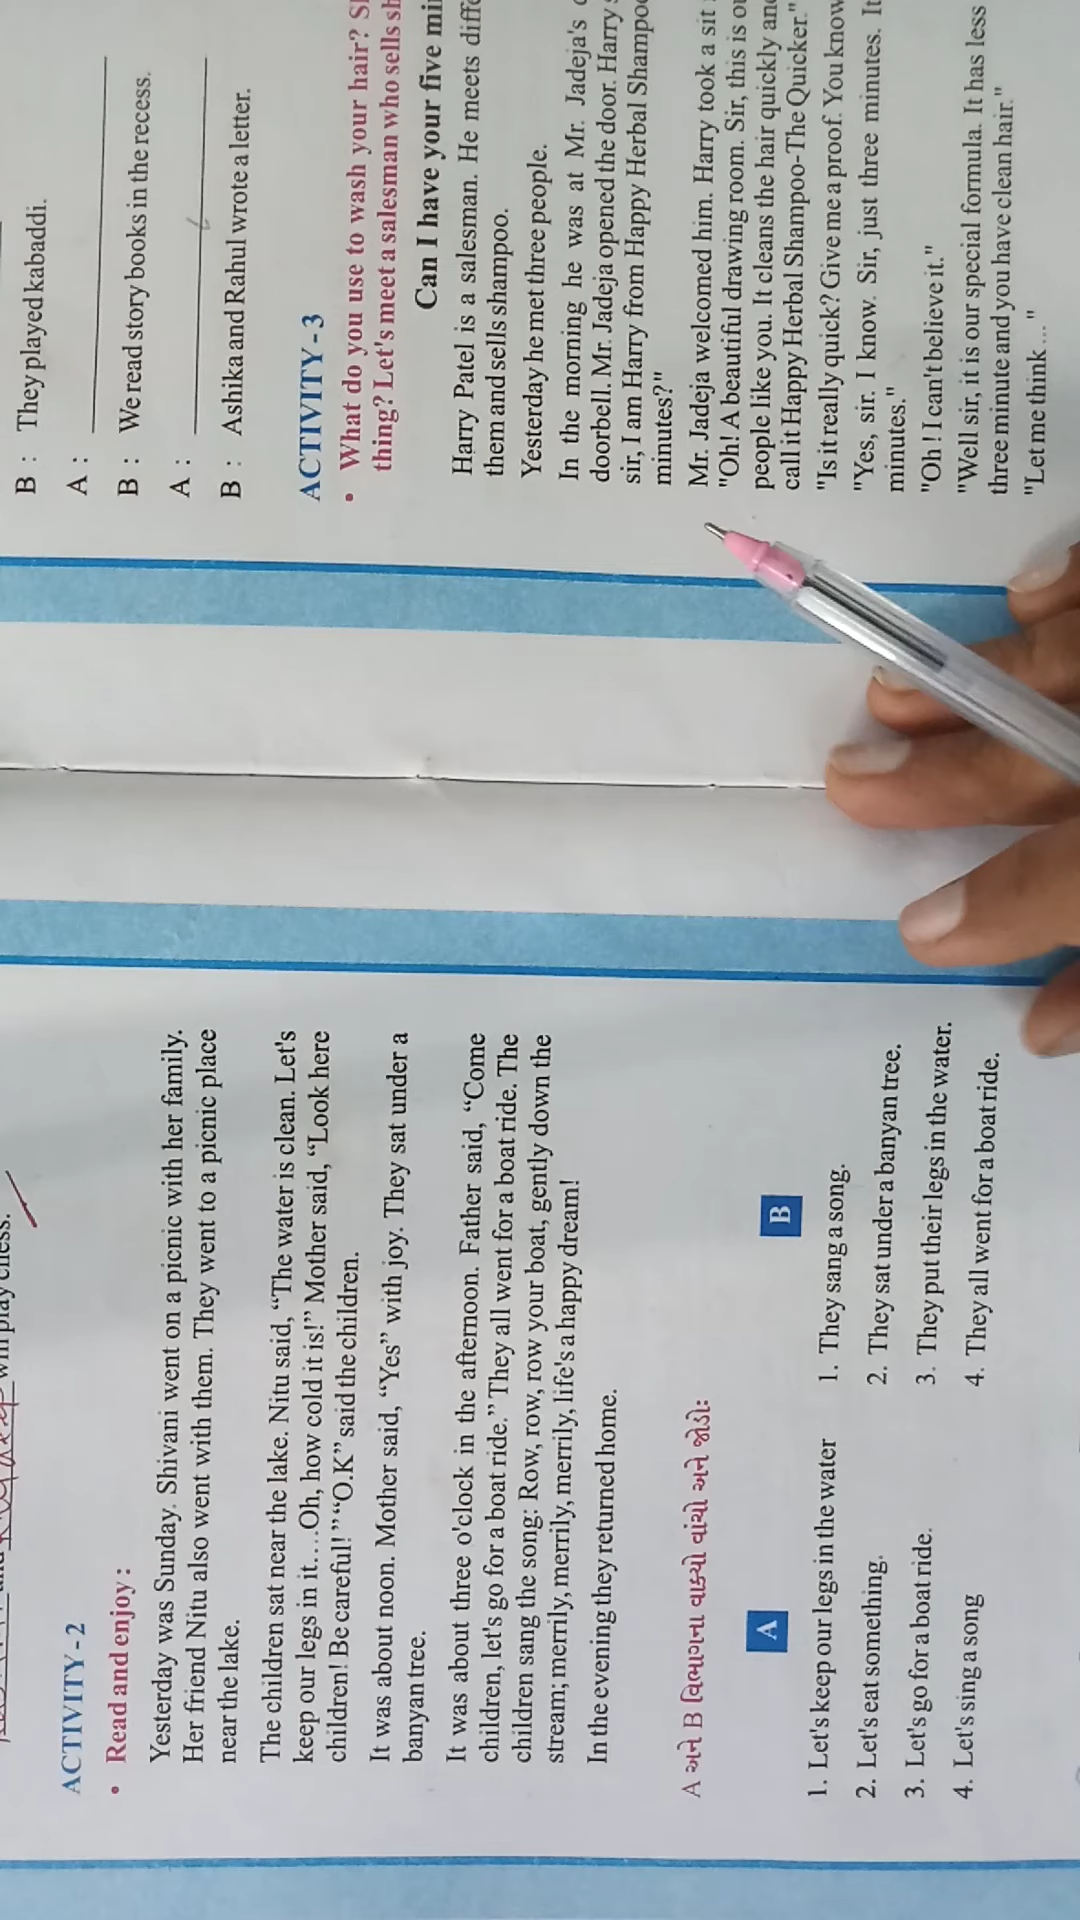 will play chess.
ACTIVITY-2
• Read and enjoy :
Yesterday was Sunday. Shivani went on a picnic with her family.
Her friend Nitu also went with them. They went to a picnic place
near the lake.
The children sat near the lake. Nitu said, “The water is clean. Let's
keep our legs in it....Oh, how cold it is!” Mother said, “Look here
children! Be careful! ” “O.K” said the children.
It was about noon. Mother said, “Yes” with joy. They sat under a
banyan tree.
It was about three o'clock in the afternoon. Father said, “Come
children, let's go for a boat ride.” They all went for a boat ride. The
children sang the song: Row, row, row your boat, gently down the
stream; merrily, merrily, merrily, life's a happy dream!
In the evening they returned home.
A અને B વિભાગના વાક્યો વાંચો અને જોડોઃ
A B
1. Let's keep our legs in the water 1. They sang a song.
2. Let's eat something. 2. They sat under a banyan tree.
3. Let's go for a boat ride. 3. They put their legs in the water.
4. Let's sing a song 4. They all went for a boat ride.
B : They played kabaddi.
A :
B : We read story books in the recess.
A :
B : Ashika and Rahul wrote a letter.
ACTIVITY-3
• What do you use to wash your hair?
thing? Let's meet a salesman who sells
Can I have your five
Harry Patel is a salesman. He meets
them and sells shampoo.
Yesterday he met three people.
In the morning he was at Mr. Jadeja's
doorbell. Mr. Jadeja opened the door. Harry
sir, I am Harry from Happy Herbal
minutes?"
Mr. Jadeja welcomed him. Harry took a sit
"Oh! A beautiful drawing room. Sir, this is
people like you. It cleans the hair quickly
call it Happy Herbal Shampoo-The Quicker."
"Is it really quick? Give me a proof. You know
"Yes, sir. I know. Sir, just three minutes. It
minutes."
"Oh ! I can't believe it."
"Well sir, it is our special formula. It has less
three minute and you have clean hair."
"Let me think ... "